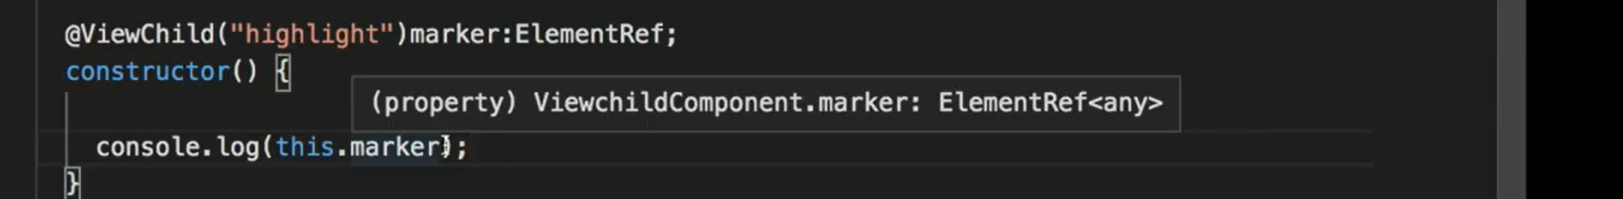 @ViewChild("highlight")marker:ElementRef;
constructor() {
(property) ViewchildComponent.marker: ElementRef<any>
console.log(this.marker);
}